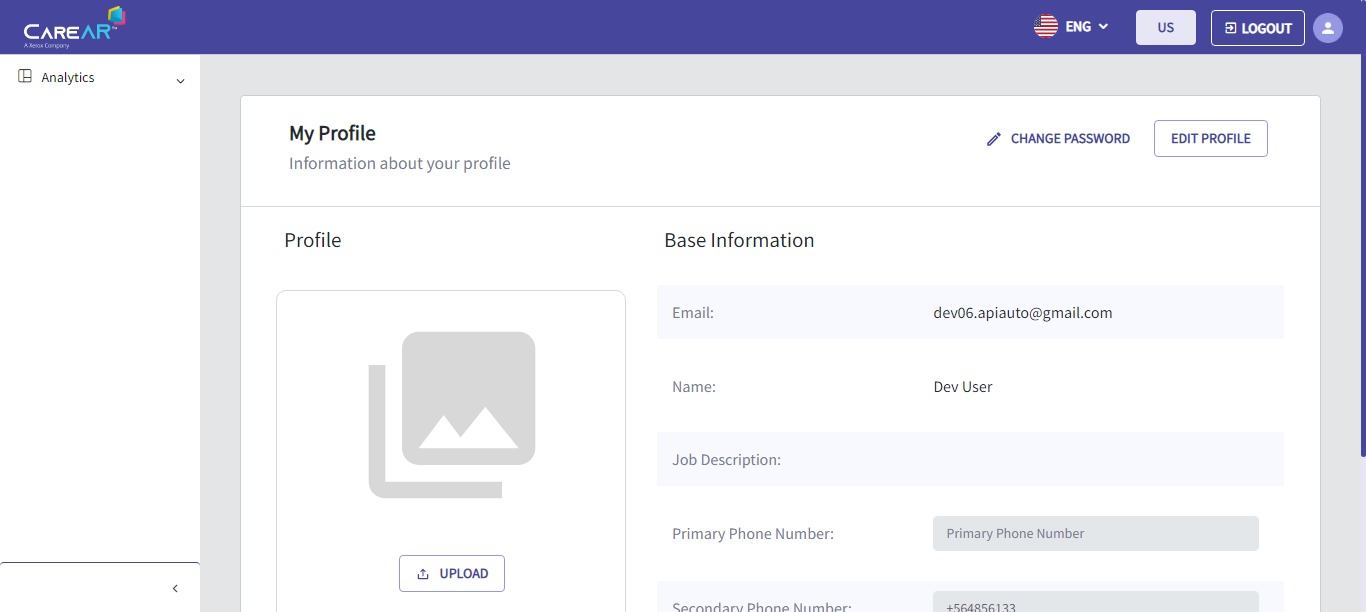 CAREAR™
A Xerox Company
ENG
US
LOGOUT
Analytics
My Profile
Information about your profile
CHANGE PASSWORD
EDIT PROFILE
Profile
UPLOAD
Base Information
Email: dev06.apiauto@gmail.com
Name: Dev User
Job Description:
Primary Phone Number: Primary Phone Number
Secondary Phone Number: +564856133